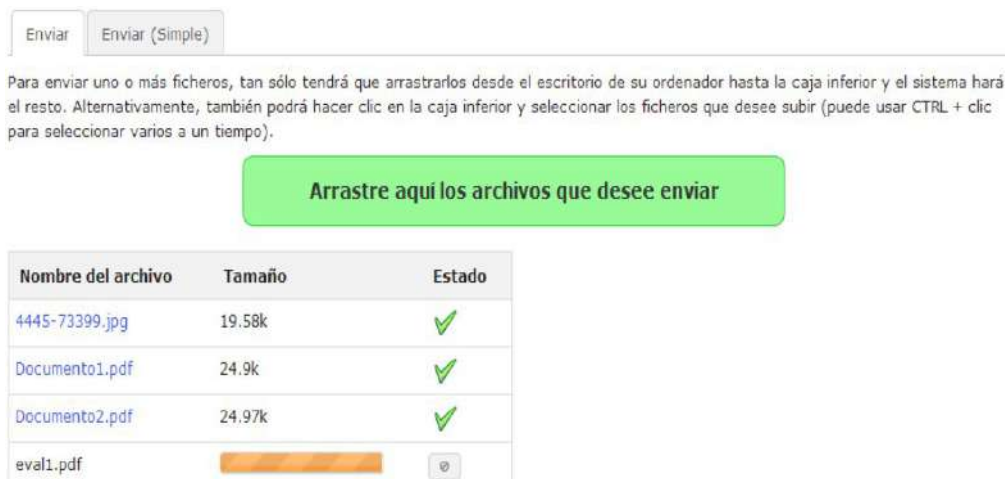 Enviar Enviar (Simple)
Para enviar uno o más ficheros, tan sólo tendrá que arrastrarlos desde el escritorio de su ordenador hasta la caja inferior y el sistema hará
el resto. Alternativamente, también podrá hacer clic en la caja inferior y seleccionar los ficheros que desee subir (puede usar CTRL + clic
para seleccionar varios a un tiempo).
Arrastre aquí los archivos que desee enviar
Nombre del archivo Tamaño Estado
4445-73399.jpg 19.58k
Documento1.pdf 24.9k
Documento2.pdf 24.97k
eval1.pdf